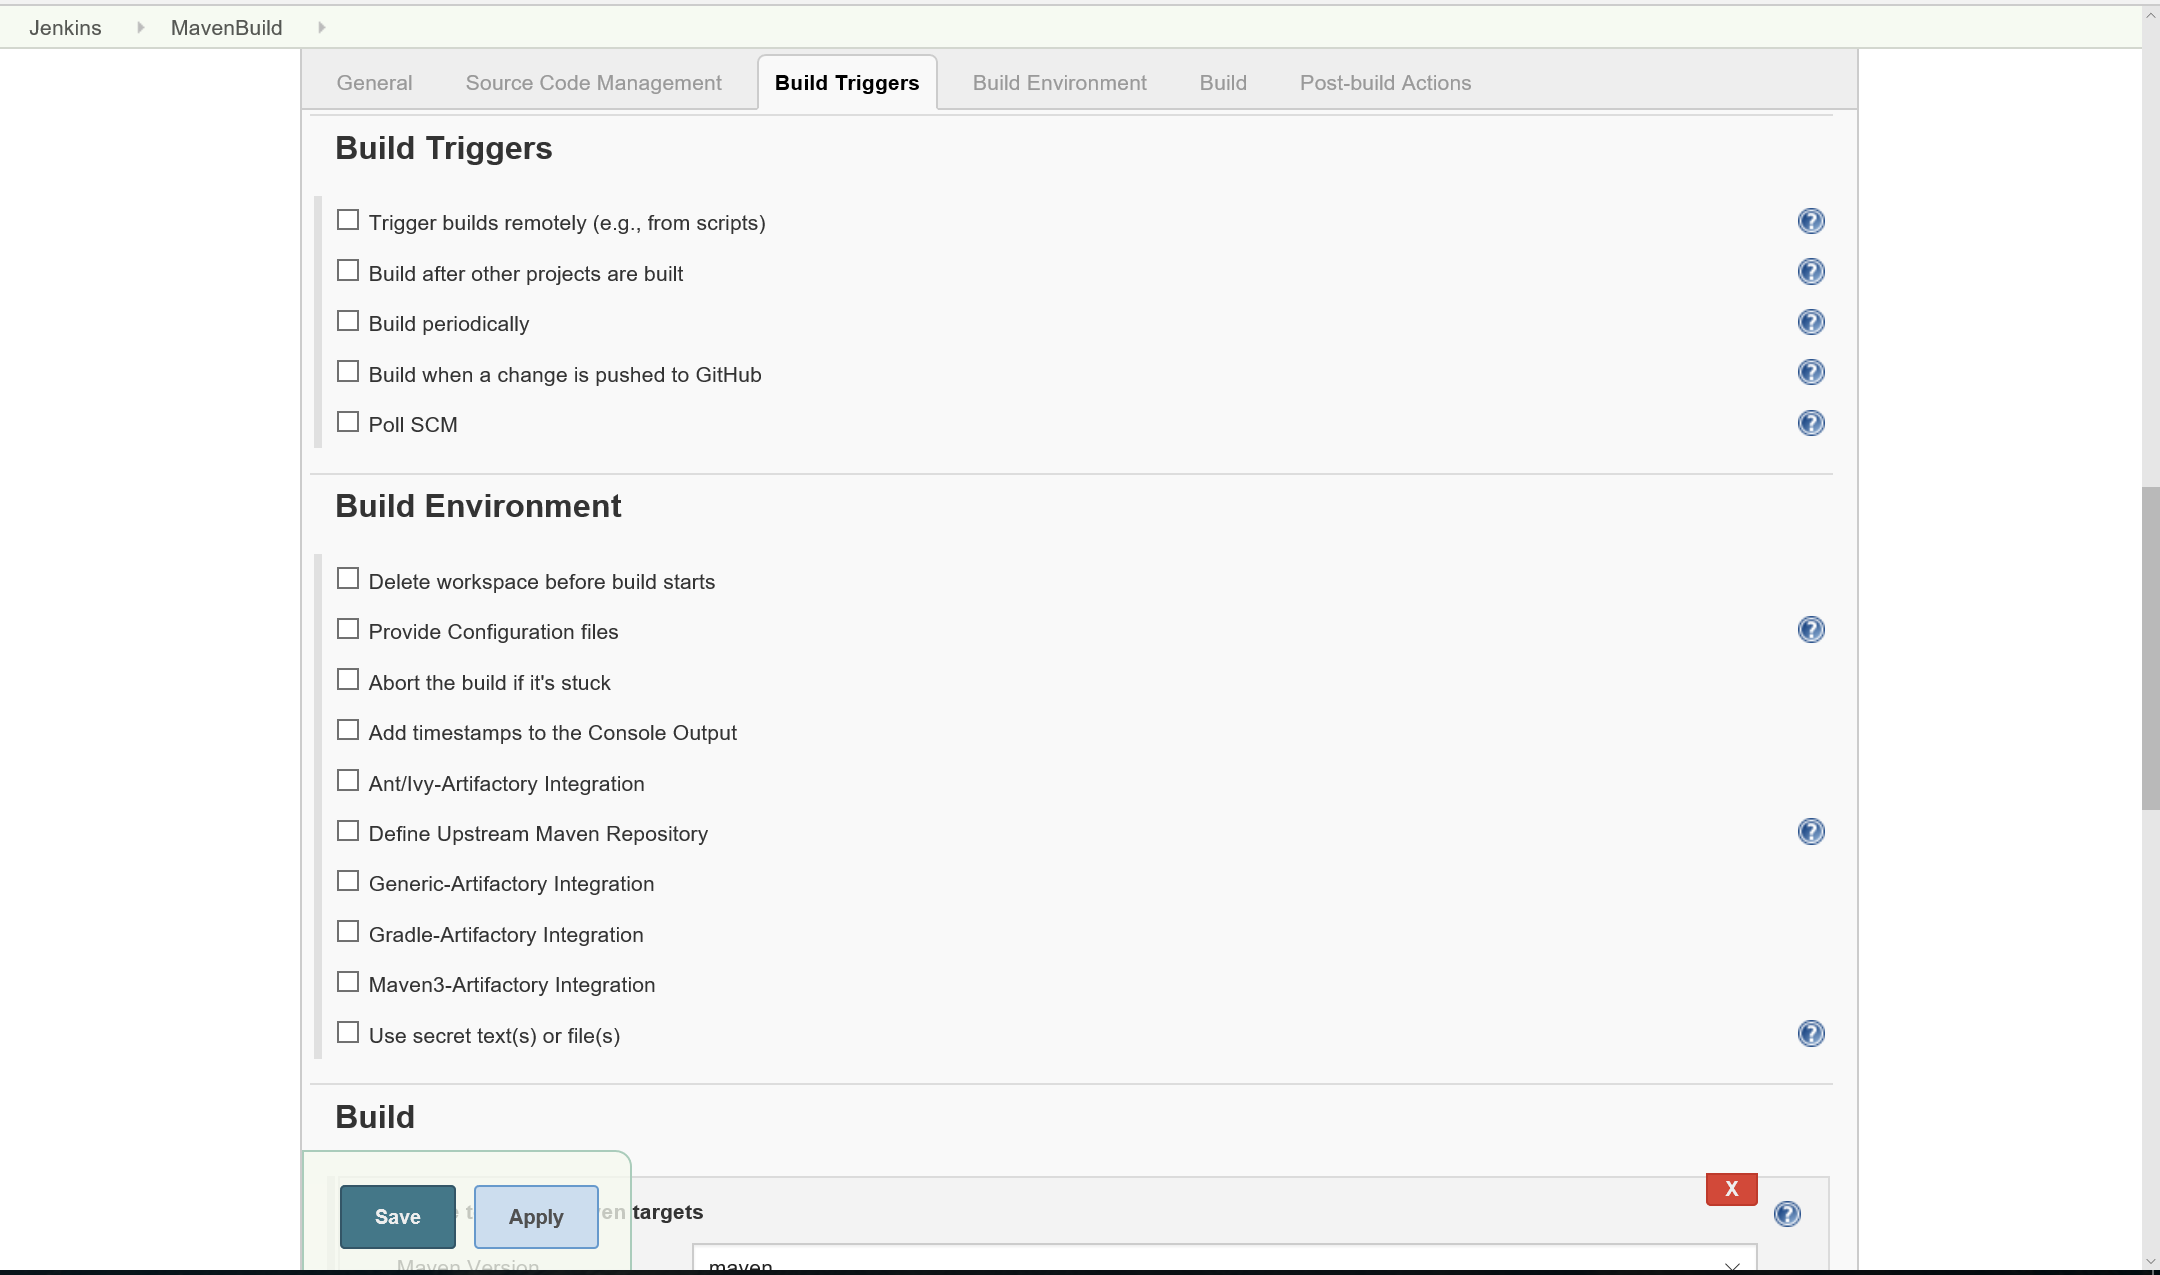 Jenkins MavenBuild
General Source Code Management Build Triggers Build Environment Build Post-build Actions
Build Triggers
Trigger builds remotely (e.g., from scripts)
Build after other projects are built
Build periodically
Build when a change is pushed to GitHub
Poll SCM
Build Environment
Delete workspace before build starts
Provide Configuration files
Abort the build if it's stuck
Add timestamps to the Console Output
Ant/Ivy-Artifactory Integration
Define Upstream Maven Repository
Generic-Artifactory Integration
Gradle-Artifactory Integration
Maven3-Artifactory Integration
Use secret text(s) or file(s)
Build
X
Save Apply targets
Maven Version maven